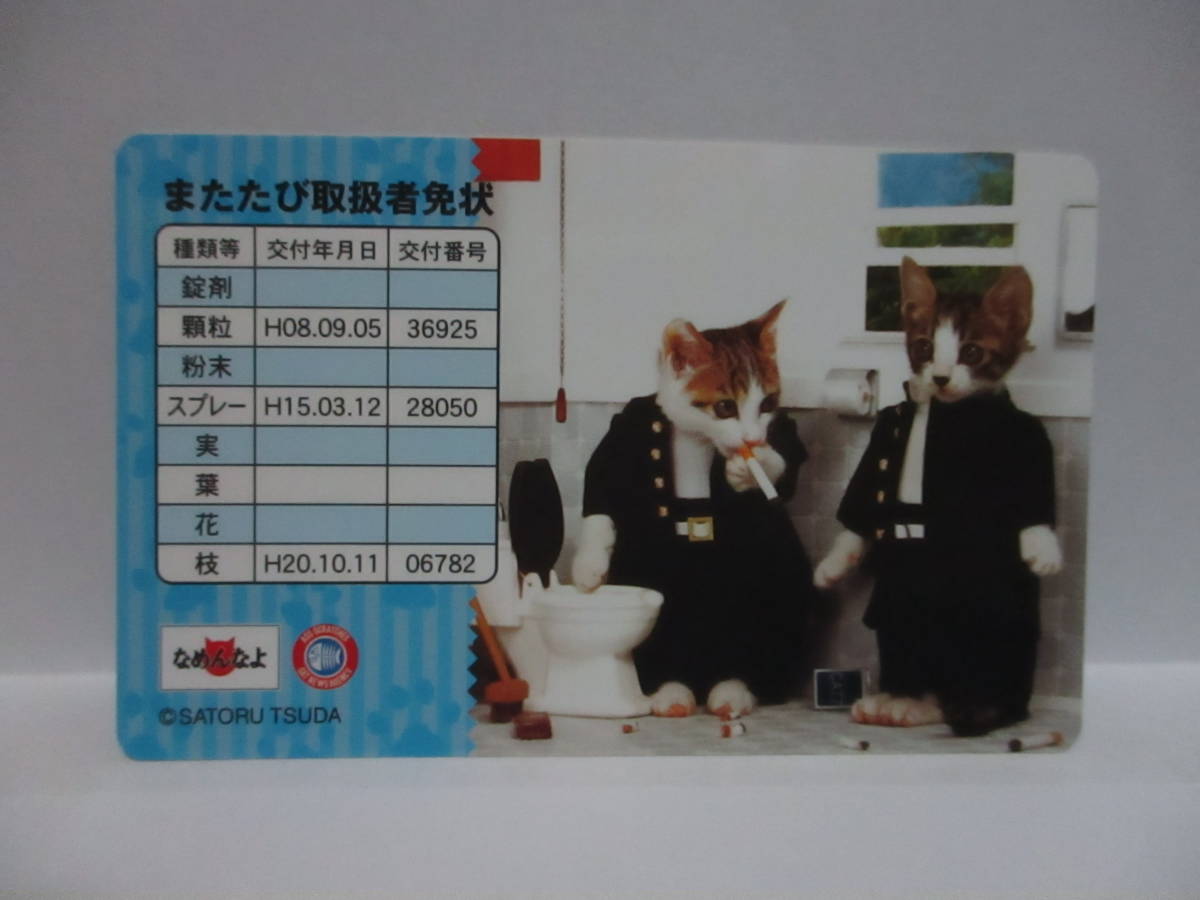 またたび取扱者免状
種類等 交付年月日 交付番号
錠剤
顆粒 H08.09.05 36925
粉末
スプレー H15.03.12 28050
実
葉
花
枝 H20.10.11 06782
なめんなよ
©SATORU TSUDA